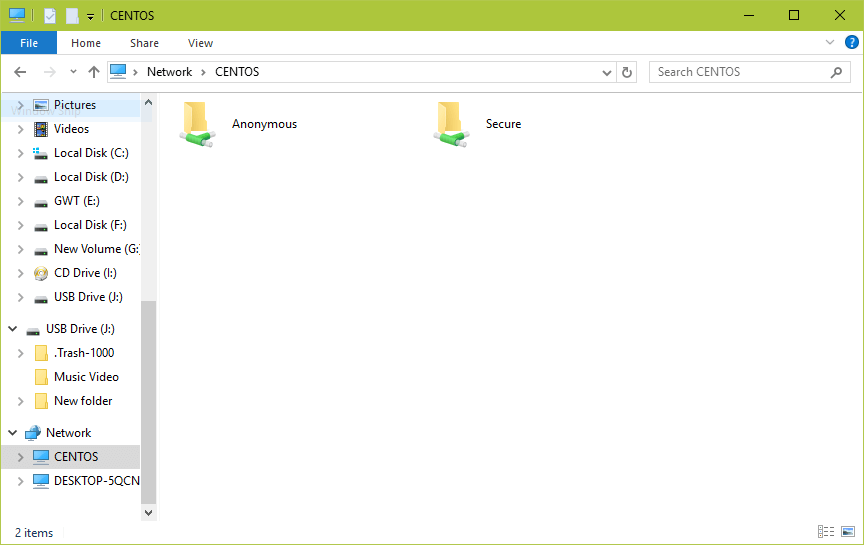 CENTOS
File Home Share View
Network CENTOS
Search CENTOS
Pictures
Window Snip
Videos
Local Disk (C:)
Local Disk (D:)
GWT (E:)
Local Disk (F:)
New Volume (G:
CD Drive (I:)
USB Drive (J:)
USB Drive (J:)
.Trash-1000
Music Video
New folder
Network
CENTOS
DESKTOP-5QCN
Anonymous
Secure
2 items